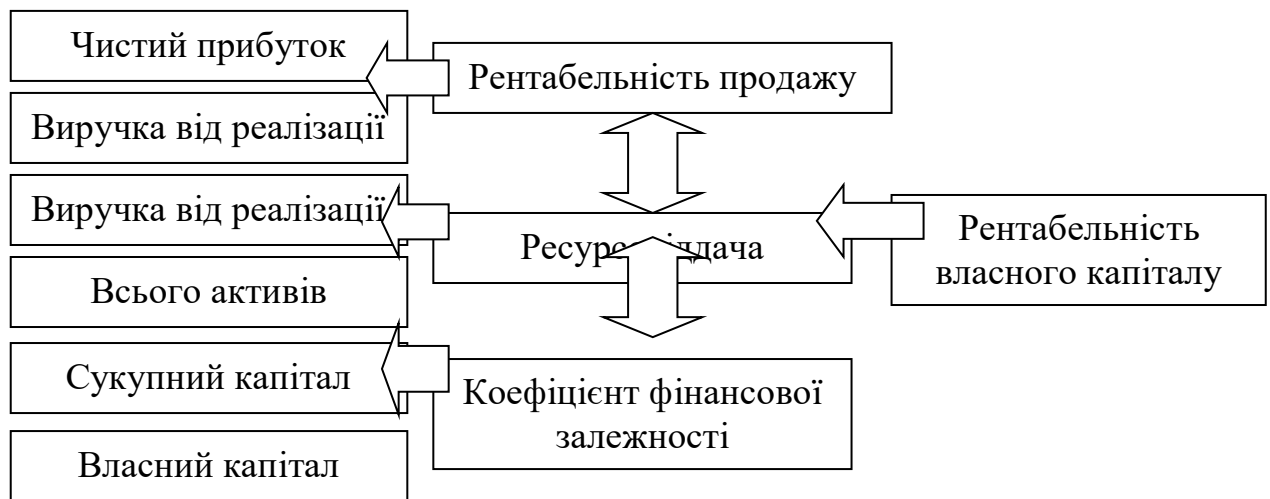 Чистий прибуток
Рентабельність продажу
Виручка від реалізації
Виручка від реалізації
Рентабельність
власного капіталу
Всього активів
Сукупний капітал
Коефіцієнт фінансової
залежності
Власний капітал